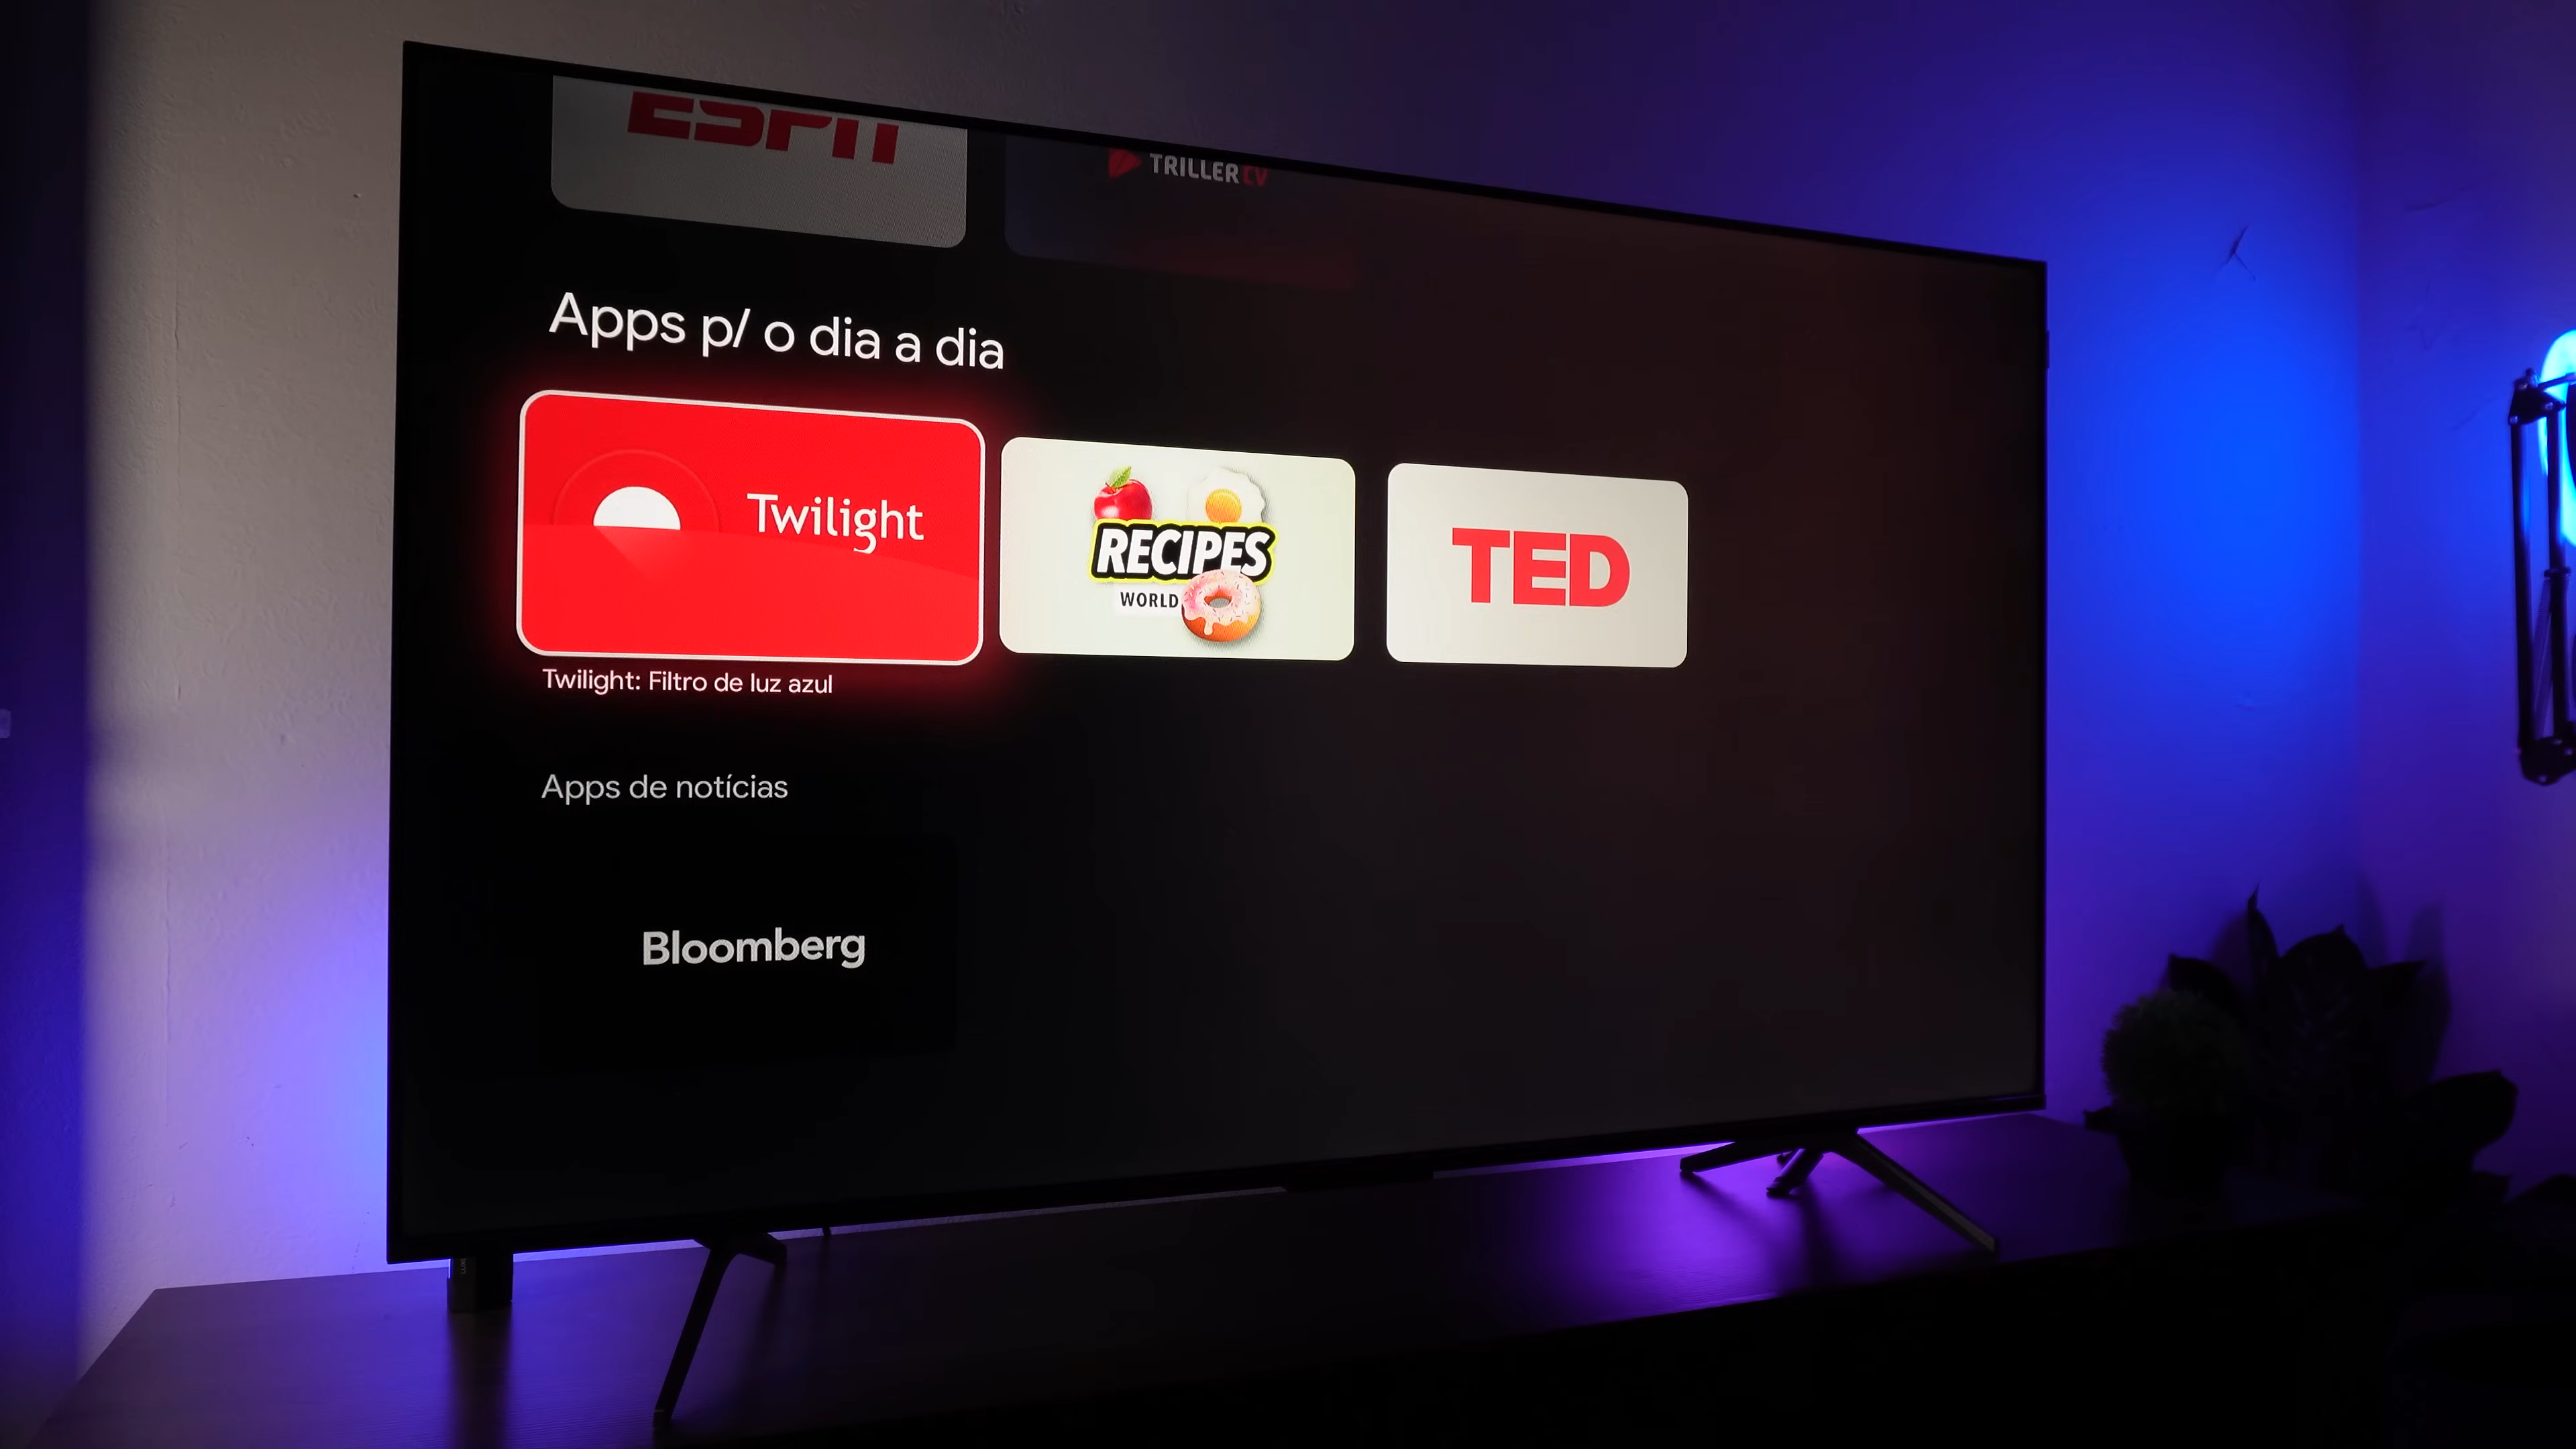 ESPN
TRILLER TV
Apps p/ o dia a dia
Twilight
RECIPES
WORLD
TED
Twilight: Filtro de luz azul
Apps de notícias
Bloomberg